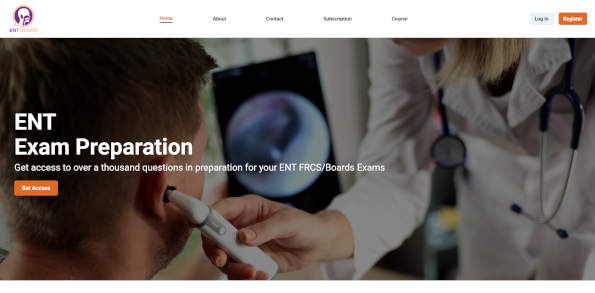 ENT EXAMS
Home
About
Contact
Subscription
Course
Log In
Register
ENT
Exam Preparation
Get access to over a thousand questions in preparation for your ENT FRCS/Boards Exams
Get Access